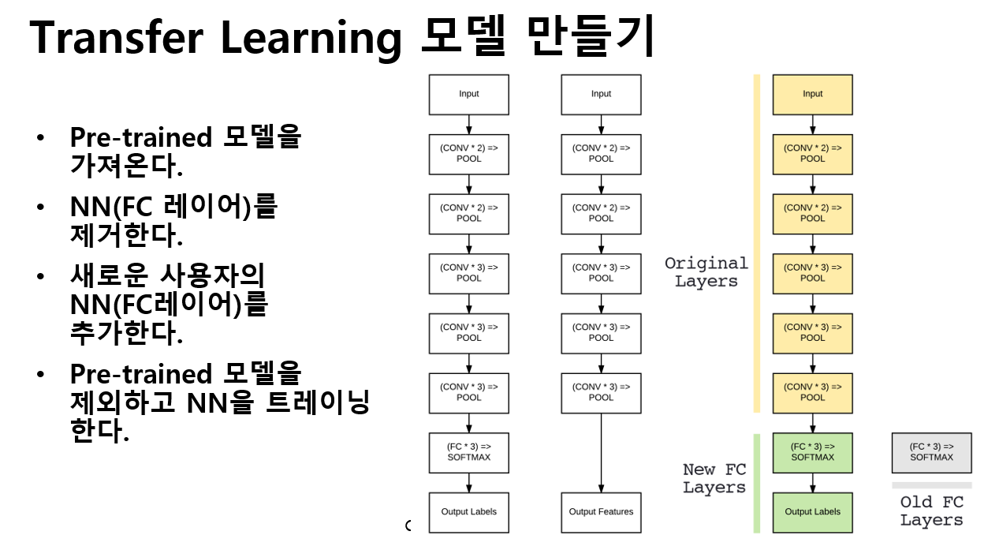 Transfer Learning 모델 만들기
• Pre-trained 모델을
가져온다.
• NN(FC 레이어)를
제거한다.
• 새로운 사용자의
NN(FC레이어)를
추가한다.
• Pre-trained 모델을
제외하고 NN을 트레이닝
한다.
Input
(CONV * 2) =>
POOL
(CONV * 2) =>
POOL
(CONV * 3) =>
POOL
(CONV * 3) =>
POOL
(CONV * 3) =>
POOL
(FC * 3) =>
SOFTMAX
Output Labels
Input
(CONV * 2) =>
POOL
(CONV * 2) =>
POOL
(CONV * 3) =>
POOL
(CONV * 3) =>
POOL
(CONV * 3) =>
POOL
Output Features
Original
Layers
New FC
Layers
Input
(CONV * 2) =>
POOL
(CONV * 2) =>
POOL
(CONV * 3) =>
POOL
(CONV * 3) =>
POOL
(CONV * 3) =>
POOL
(FC * 3) =>
SOFTMAX
Output Labels
(FC * 3) =>
SOFTMAX
Old FC
Layers